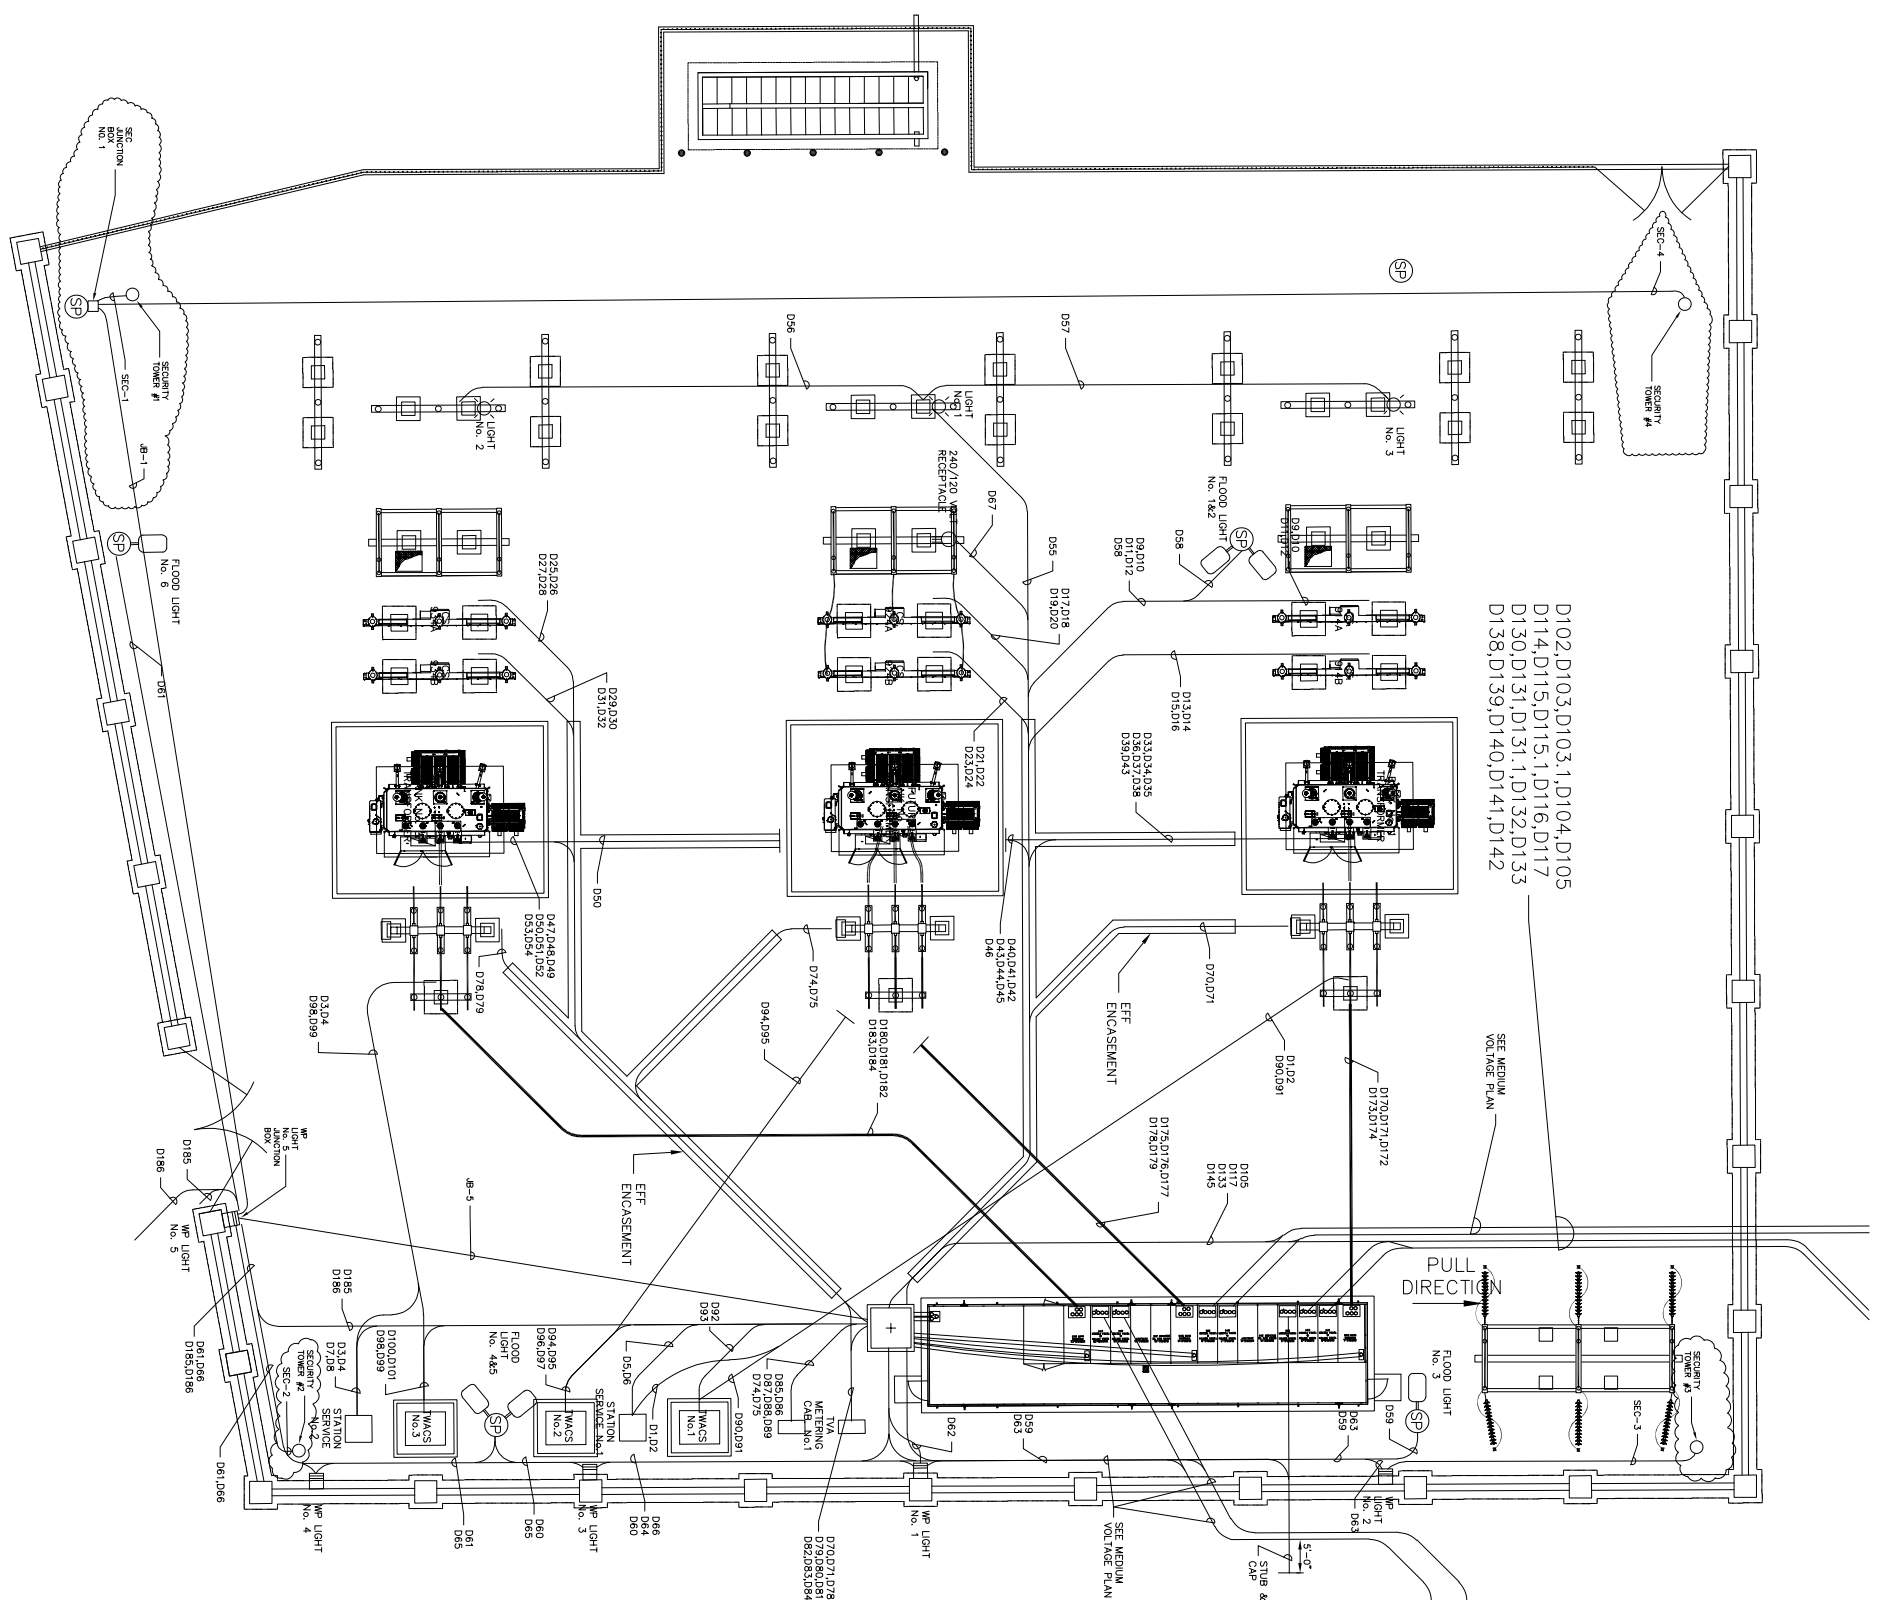 SEC
JUNCTION
BOX
NO. 1
SP
SECURITY
TOWER #1
SEC-1
JB-1
SP
SEC-4
SECURITY
TOWER #4
D56
D57
LIGHT
No. 2
LIGHT
No. 1
LIGHT
No. 3
SP
FLOOD LIGHT
No. 6
D61
240/120 VOLT
RECEPTACLE
D67
D55
FLOOD LIGHT
No. 1&2
SP
D9,D10
D11,D12
D9,D10
D11,D12
D58
D58
D25,D26
D27,D28
D17,D18
D19,D20
D29,D30
D31,D32
D21,D22
D23,D24
D13,D14
D15,D16
D33,D34,D35
D36,D37,D38
D39,D43
D102,D103,D103.1,D104,D105
D114,D115,D115.1,D116,D117
D130,D131,D131.1,D132,D133
D138,D139,D140,D141,D142
D50
D47,D48,D49
D50,D51,D52
D53,D54
D40,D41,D42
D43,D44,D45
D46
D78,D79
D74,D75
D70,D71
EFF
ENCASEMENT
D3,D4
D98,D99
D94,D95
D180,D181,D182
D183,D184
D1,D2
D90,D91
D170,D171,D172
D173,D174
SEE MEDIUM
VOLTAGE PLAN
D175,D176,D177
D178,D179
D105
D117
D133
D145
EFF
ENCASEMENT
WP
LIGHT
No. 5
JUNCTION
BOX
D185
D186
WP LIGHT
No. 5
JB-5
PULL
DIRECTION
D185
D186
D61,D66
D185,D186
D61,D66
SECURITY
TOWER #2
SEC-2
D3,D4
D7,D8
STATION
SERVICE
No.2
D100,D101
D98,D99
TWACS
No.3
FLOOD
LIGHT
No. 4&5
SP
D94,D95
D96,D97
TWACS
No.2
STATION
SERVICE No.1
D5,D6
D92
D93
D1,D2
TWACS
No.1
D90,D91
D85,D86
D87,D88,D89
D74,D75
TVA
METERING
CAB. No.1
D62
D59
D63
D63
D59
D59
FLOOD LIGHT
No. 3
SP
SECURITY
TOWER #3
SEC-3
WP LIGHT
No. 4
D61
D65
D60
D65
WP LIGHT
No. 3
D66
D64
D60
D70,D71,D78
D79,D80,D81
D82,D83,D84
WP LIGHT
No. 1
SEE MEDIUM
VOLTAGE PLAN
STUB &
CAP
5'-0"
WP
LIGHT
No. 2
D63